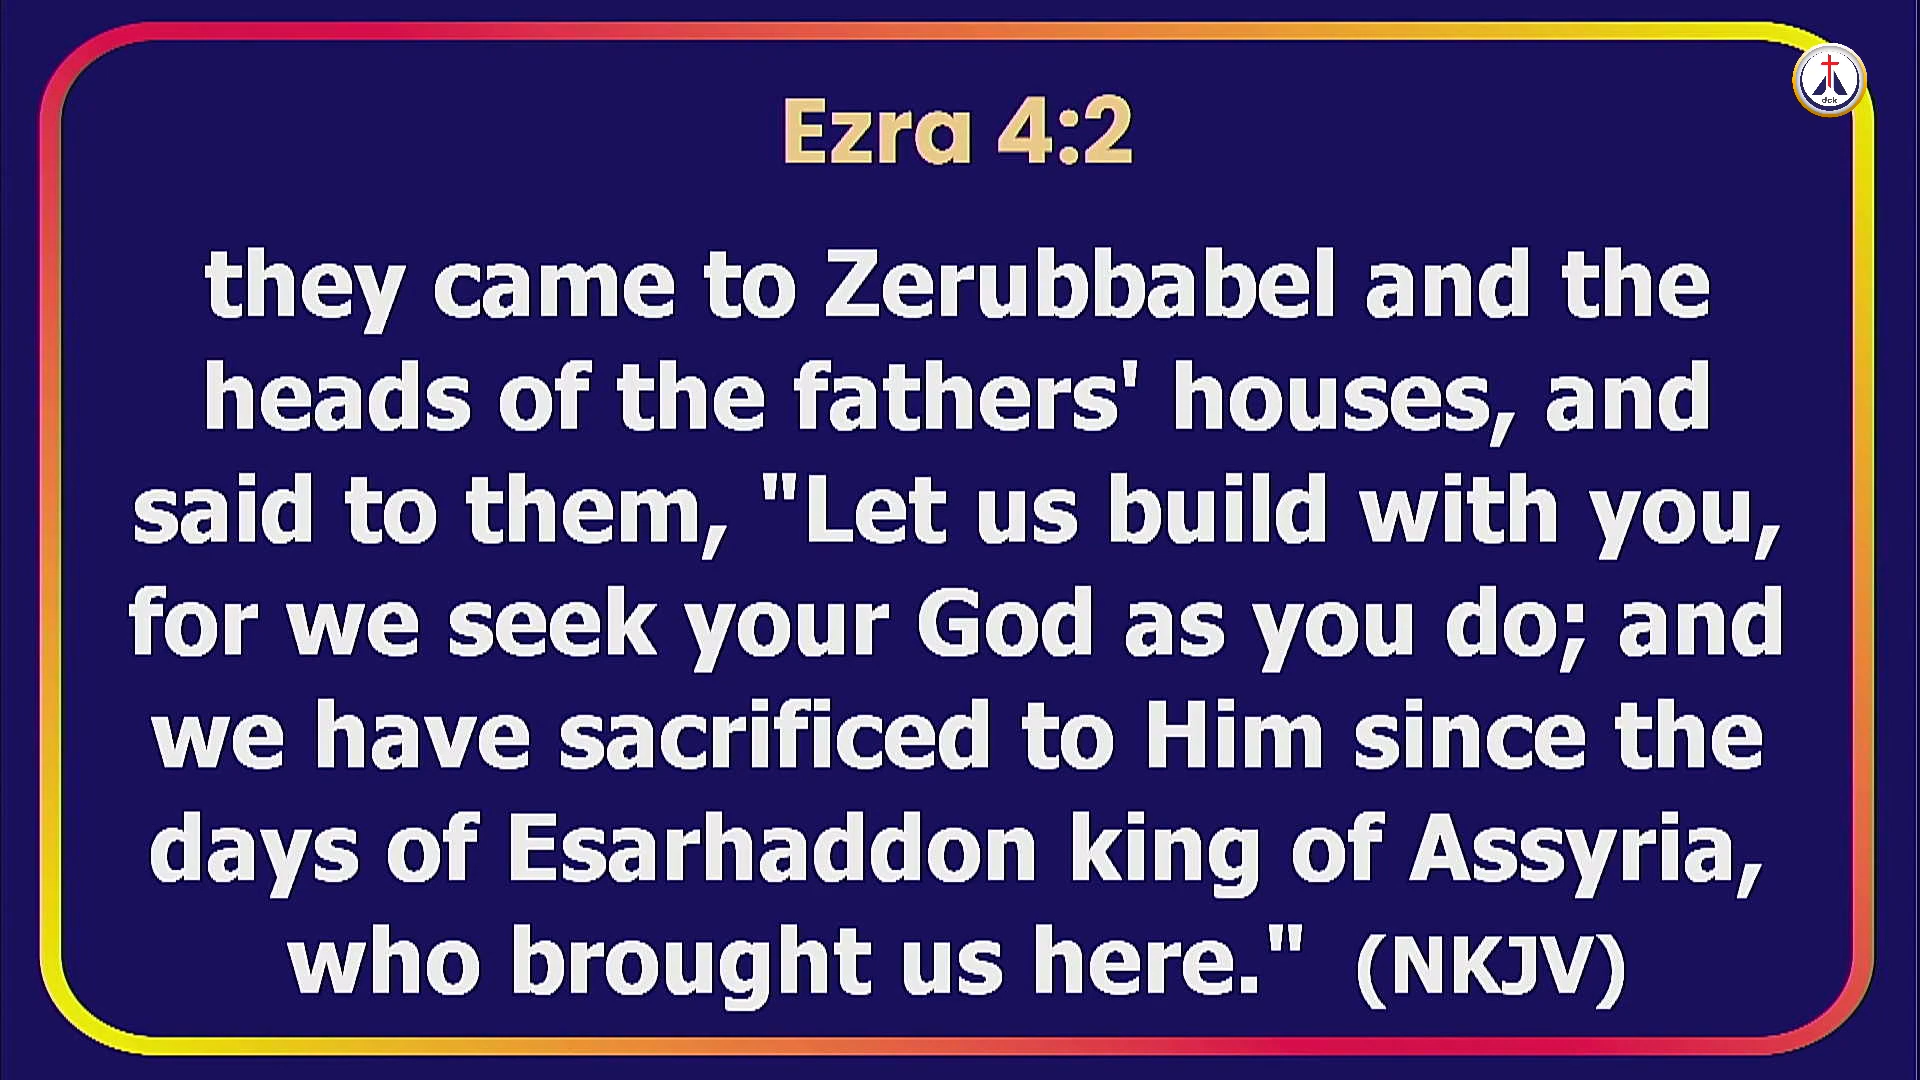 Ezra 4:2
they came to Zerubbabel and the
heads of the fathers' houses, and
said to them, "Let us build with you,
for we seek your God as you do; and
we have sacrificed to Him since the
days of Esarhaddon king of Assyria,
who brought us here." (NKJV)
dck